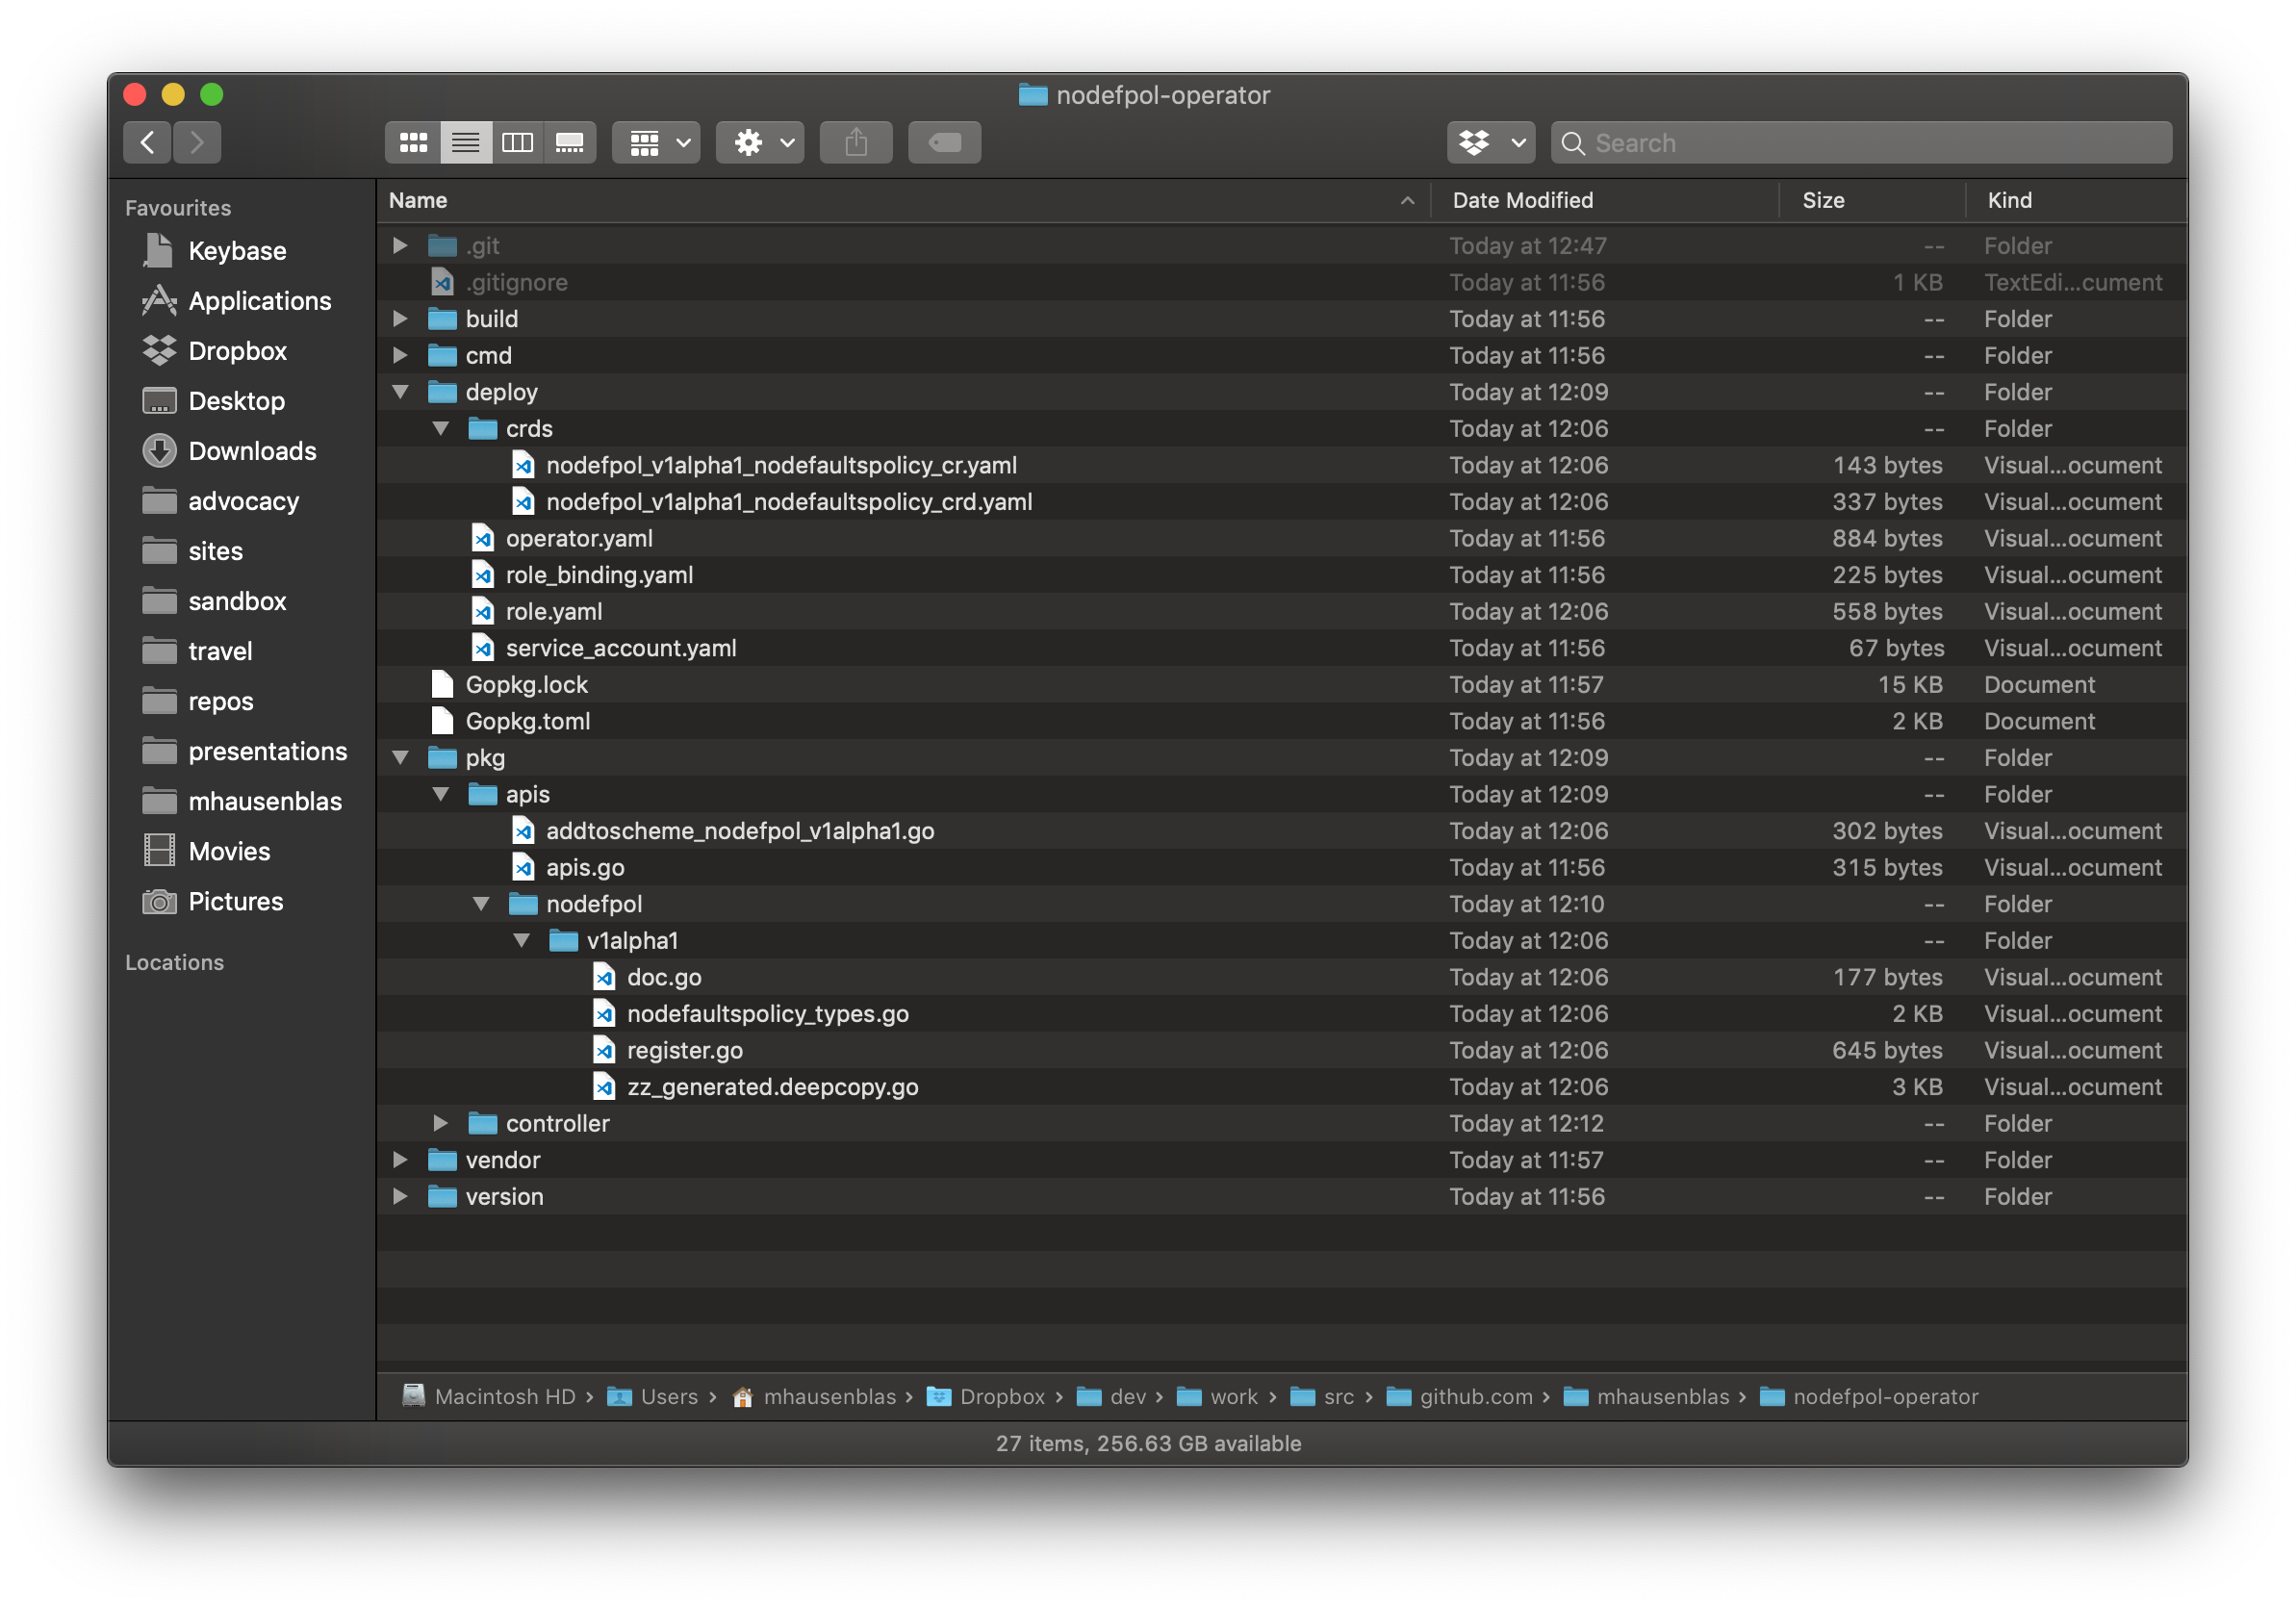 nodefpol-operator
Search
Favourites
Keybase
Applications
Dropbox
Desktop
Downloads
advocacy
sites
sandbox
travel
repos
presentations
mhausenblas
Movies
Pictures
Locations
Name Date Modified Size Kind
.git Today at 12:47 -- Folder
.gitignore Today at 11:56 1 KB TextEdi...cument
build Today at 11:56 -- Folder
cmd Today at 11:56 -- Folder
deploy Today at 12:09 -- Folder
crds Today at 12:06 -- Folder
nodefpol_v1alpha1_nodefaultspolicy_cr.yaml Today at 12:06 143 bytes Visual...ocument
nodefpol_v1alpha1_nodefaultspolicy_crd.yaml Today at 12:06 337 bytes Visual...ocument
operator.yaml Today at 11:56 884 bytes Visual...ocument
role_binding.yaml Today at 11:56 225 bytes Visual...ocument
role.yaml Today at 12:06 558 bytes Visual...ocument
service_account.yaml Today at 11:56 67 bytes Visual...ocument
Gopkg.lock Today at 11:57 15 KB Document
Gopkg.toml Today at 11:56 2 KB Document
pkg Today at 12:09 -- Folder
apis Today at 12:09 -- Folder
addtoscheme_nodefpol_v1alpha1.go Today at 12:06 302 bytes Visual...ocument
apis.go Today at 11:56 315 bytes Visual...ocument
nodefpol Today at 12:10 -- Folder
v1alpha1 Today at 12:06 -- Folder
doc.go Today at 12:06 177 bytes Visual...ocument
nodefaultspolicy_types.go Today at 12:06 2 KB Visual...ocument
register.go Today at 12:06 645 bytes Visual...ocument
zz_generated.deepcopy.go Today at 12:06 3 KB Visual...ocument
controller Today at 12:12 -- Folder
vendor Today at 11:57 -- Folder
version Today at 11:56 -- Folder
Macintosh HD › Users › mhausenblas › Dropbox › dev › work › src › github.com › mhausenblas › nodefpol-operator
27 items, 256.63 GB available